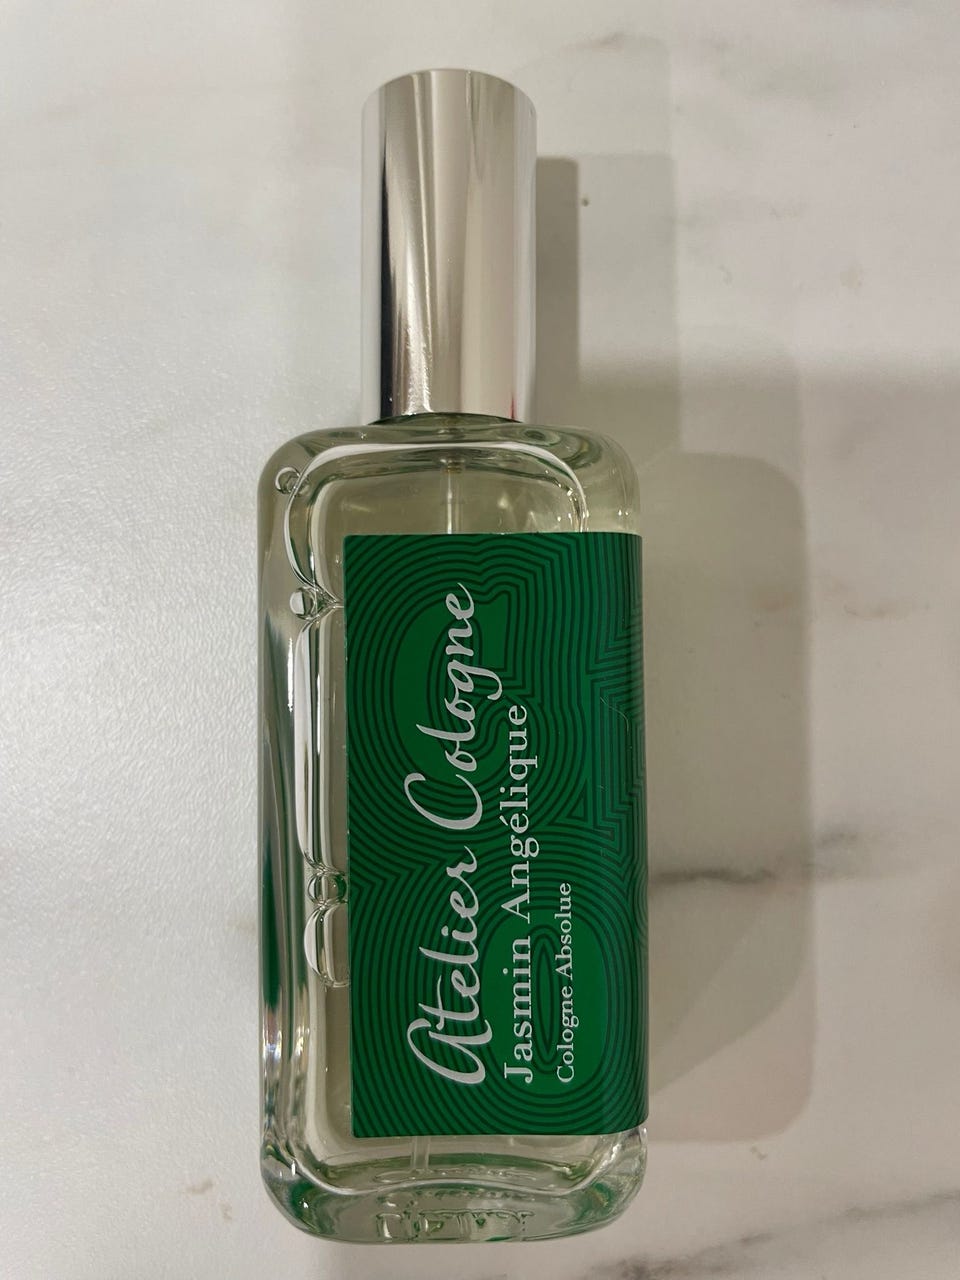 Atelier Cologne
Jasmin Angélique
Cologne Absolue